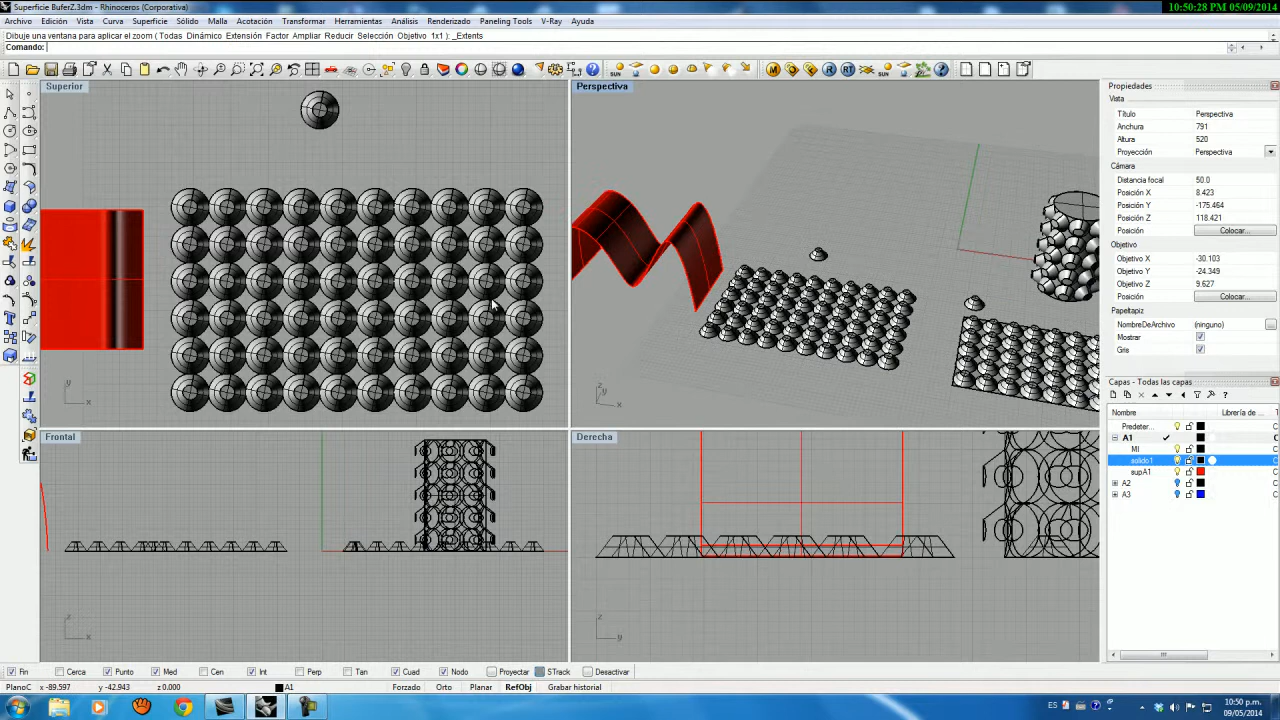 Superficie BuferZ.3dm - Rhinoceros (Corporativa)
10:50:28 PM 05/09/2014
Archivo Edición Vista Curva Superficie Sólido Malla Acotación Transformar Herramientas Análisis Renderizado Paneling Tools V-Ray Ayuda
Dibuje una ventana para aplicar el zoom ( Todas Dinámico Extensión Factor Ampliar Reducir Selección Objetivo 1x1 ): _Extents
Comando:
Superior
Perspectiva
Frontal
Derecha
y
x
z
y
x
z
x
z
y
Propiedades
Vista
Título Perspectiva
Anchura 791
Altura 520
Proyección Perspectiva
Cámara
Distancia focal 50.0
Posición X 8.423
Posición Y -175.464
Posición Z 118.421
Posición Colocar...
Objetivo
Objetivo X -30.103
Objetivo Y -24.349
Objetivo Z 9.627
Posición Colocar...
Papeltapiz
NombreDeArchivo (ninguno)
Mostrar
Gris
Capas - Todas las capas
Nombre Librería de ...
Predeter...
A1
MI
solido1
supA1
A2
A3
Fin Cerca Punto Med Cen Int Perp Tan Cuad Nodo Proyectar STrack Desactivar
PlanoC x -89.597 y -42.943 z 0.000 A1 Forzado Orto Planar RefObj Grabar historial
ES 10:50 p.m.
09/05/2014